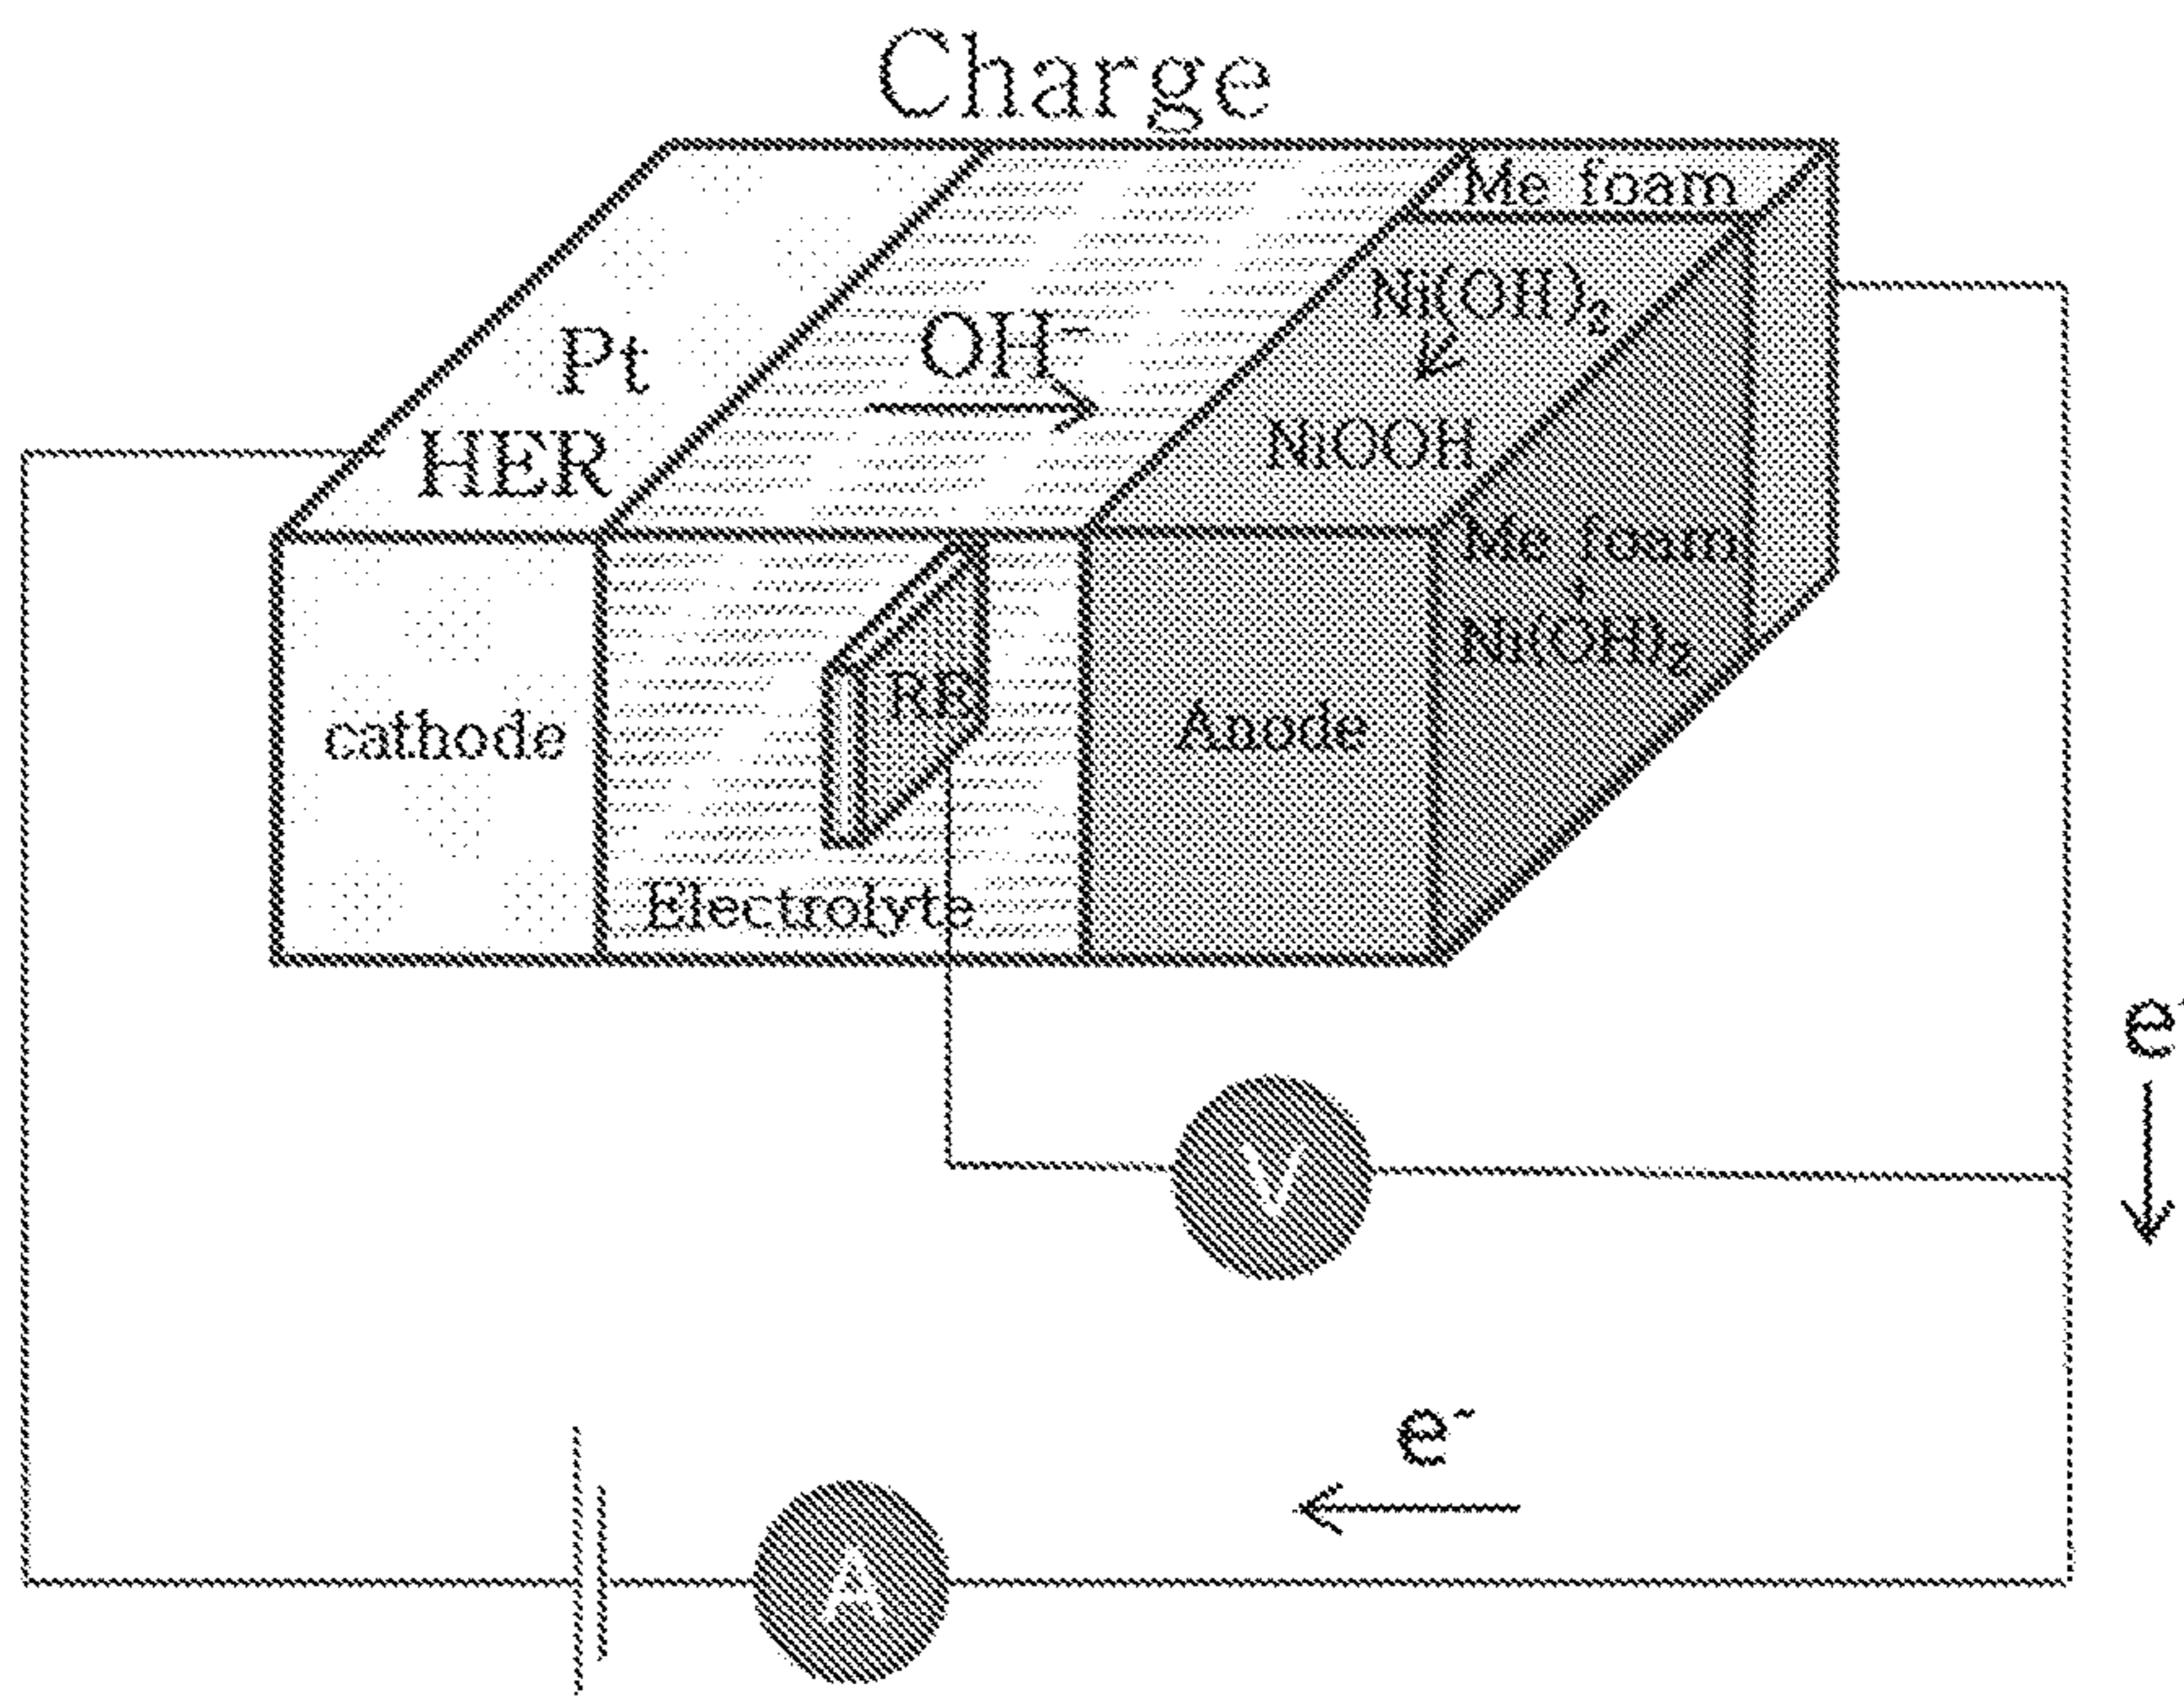 Charge
Me foam
Ni(OH)₂
OH⁻
Pt
NiOOH
HER
Me foam
+
Ni(OH)₂
RE
cathode
Anode
Electrolyte
e⁻
V
e⁻
A